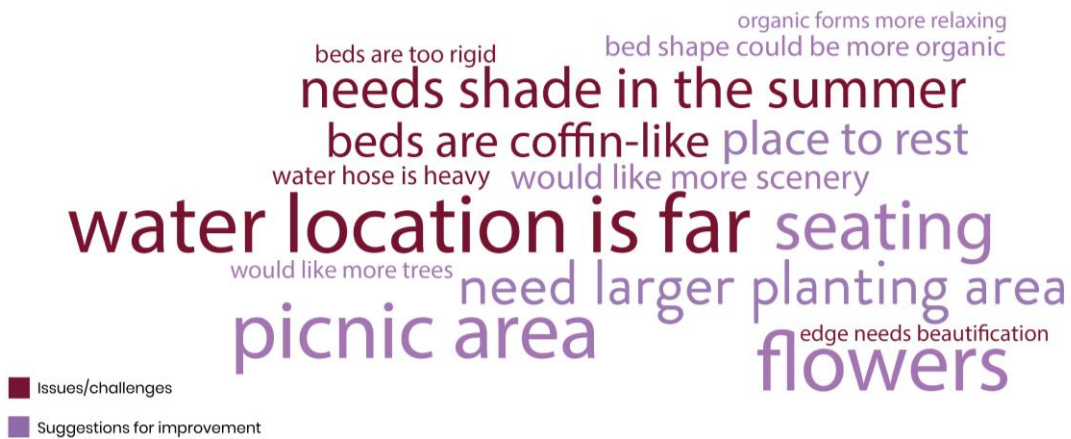 organic forms more relaxing
beds are too rigid
bed shape could be more organic
needs shade in the summer
beds are coffin-like
place to rest
water hose is heavy
would like more scenery
water location is far
seating
would like more trees
need larger planting area
picnic area
edge needs beautification
flowers
Issues/challenges
Suggestions for improvement